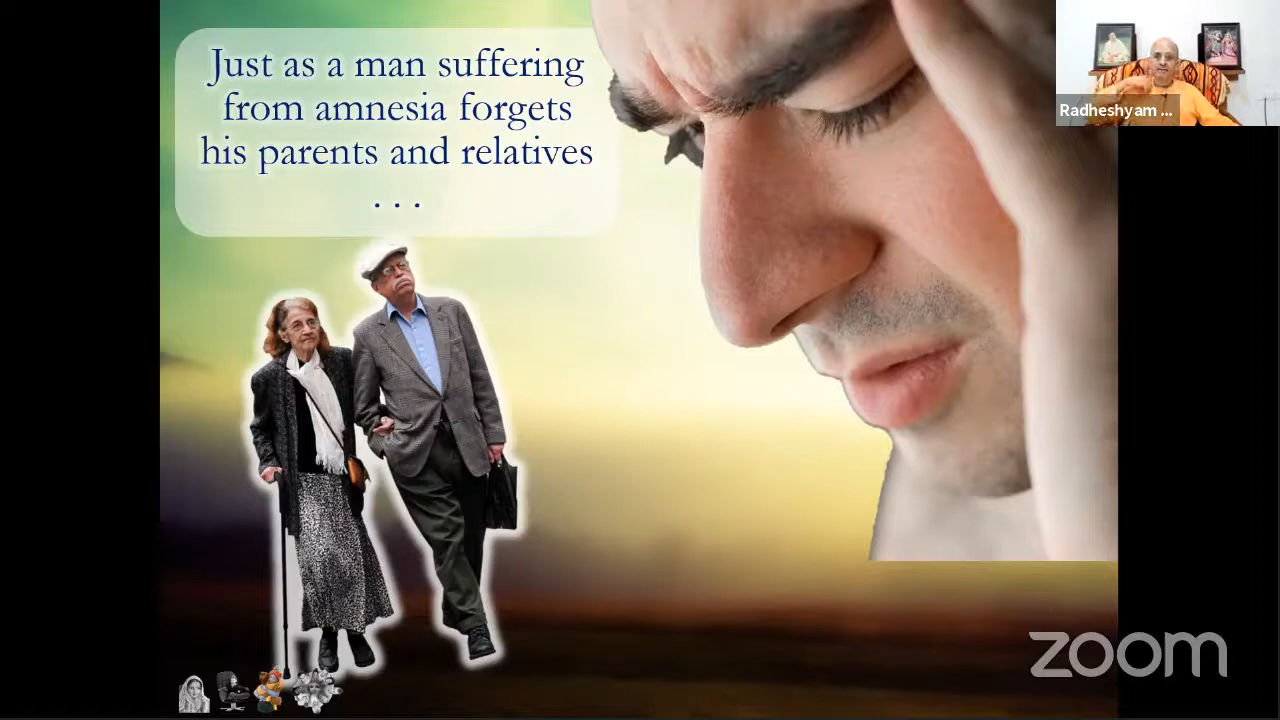 Just as a man suffering
from amnesia forgets
his parents and relatives
. . .
Radheshyam ...
zoom